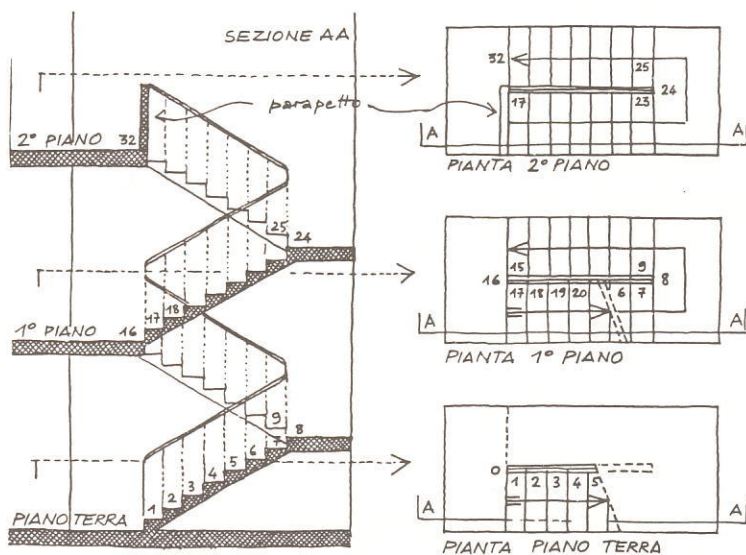 SEZIONE AA
parapetto
2° PIANO
32
25
24
18
17
1° PIANO
16
9
8
7
6
5
4
3
2
1
PIANO TERRA
32
25
24
17
23
A
A
PIANTA 2° PIANO
15
9
16
8
17 18 19 20 6 7
A
A
PIANTA 1° PIANO
0
1 2 3 4 5
A
A
PIANTA PIANO TERRA